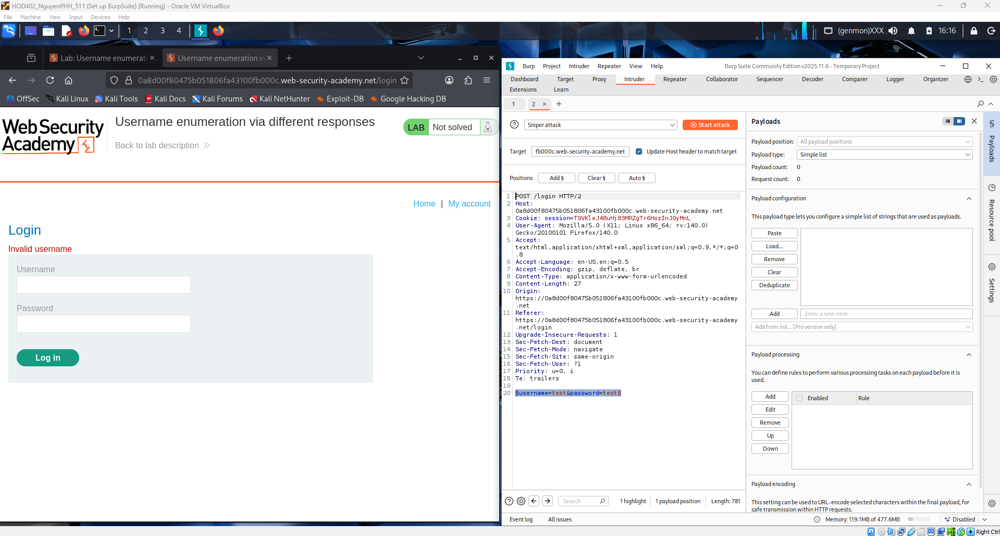 HOD402_NguyenPHH_511 (Set up BurpSuite) [Running] - Oracle VM VirtualBox
File Machine View Input Devices Help
1 2 3 4
(genmon)XXX 16:16
Lab: Username enumerati
Username enumeration v
0a8d00f80475b051806fa43100fb000c.web-security-academy.net/login
OffSec Kali Linux Kali Tools Kali Docs Kali Forums Kali NetHunter Exploit-DB Google Hacking DB
Web Security
Academy
Username enumeration via different responses
Back to lab description
LAB Not solved
Home | My account
Login
Invalid username
Username
Password
Log in
Burp Project Intruder Repeater View Help
Burp Suite Community Edition v2025.11.6 - Temporary Project
Dashboard Target Proxy Intruder Repeater Collaborator Sequencer Decoder Comparer Logger Organizer
Extensions Learn
1 2 × +
Sniper attack
Start attack
Target fb000c.web-security-academy.net Update Host header to match target
Positions Add § Clear § Auto §
1 POST /login HTTP/2
2 Host:
0a8d00f80475b051806fa43100fb000c.web-security-academy.net
3 Cookie: session=T9VKleJ4BuHj83MRZgTr6HozInJOyMnL
4 User-Agent: Mozilla/5.0 (X11; Linux x86_64; rv:140.0)
Gecko/20100101 Firefox/140.0
5 Accept:
text/html,application/xhtml+xml,application/xml;q=0.9,*/*;q=0
.8
6 Accept-Language: en-US,en;q=0.5
7 Accept-Encoding: gzip, deflate, br
8 Content-Type: application/x-www-form-urlencoded
9 Content-Length: 27
10 Origin:
https://0a8d00f80475b051806fa43100fb000c.web-security-academy
.net
11 Referer:
https://0a8d00f80475b051806fa43100fb000c.web-security-academy
.net/login
12 Upgrade-Insecure-Requests: 1
13 Sec-Fetch-Dest: document
14 Sec-Fetch-Mode: navigate
15 Sec-Fetch-Site: same-origin
16 Sec-Fetch-User: ?1
17 Priority: u=0, i
18 Te: trailers
19
20 §username=test&password=test§
Search
1 highlight
1 payload position
Length: 781
Payloads
Payload position: All payload positions
Payload type: Simple list
Payload count: 0
Request count: 0
Payload configuration
This payload type lets you configure a simple list of strings that are used as payloads.
Paste
Load...
Remove
Clear
Deduplicate
Add Enter a new item
Add from list... [Pro version only]
Payload processing
You can define rules to perform various processing tasks on each payload before it is
used.
Add
Edit
Remove
Up
Down
Enabled Rule
Payload encoding
This setting can be used to URL-encode selected characters within the final payload, for
safe transmission within HTTP requests.
§ Payloads
Resource pool
Settings
Event log All issues
Memory: 119.1MB of 477.6MB
Disabled
Right Ctrl